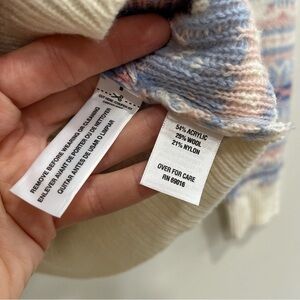 REMOVE BEFORE WEARING OR CLEANING
ENLEVER AVANT DE PORTER OU DE NETTOYER
QUITAR ANTES DE USAR O LIMPIAR
54% ACRYLIC
25% WOOL
21% NYLON
OVER FOR CARE
RN 69016